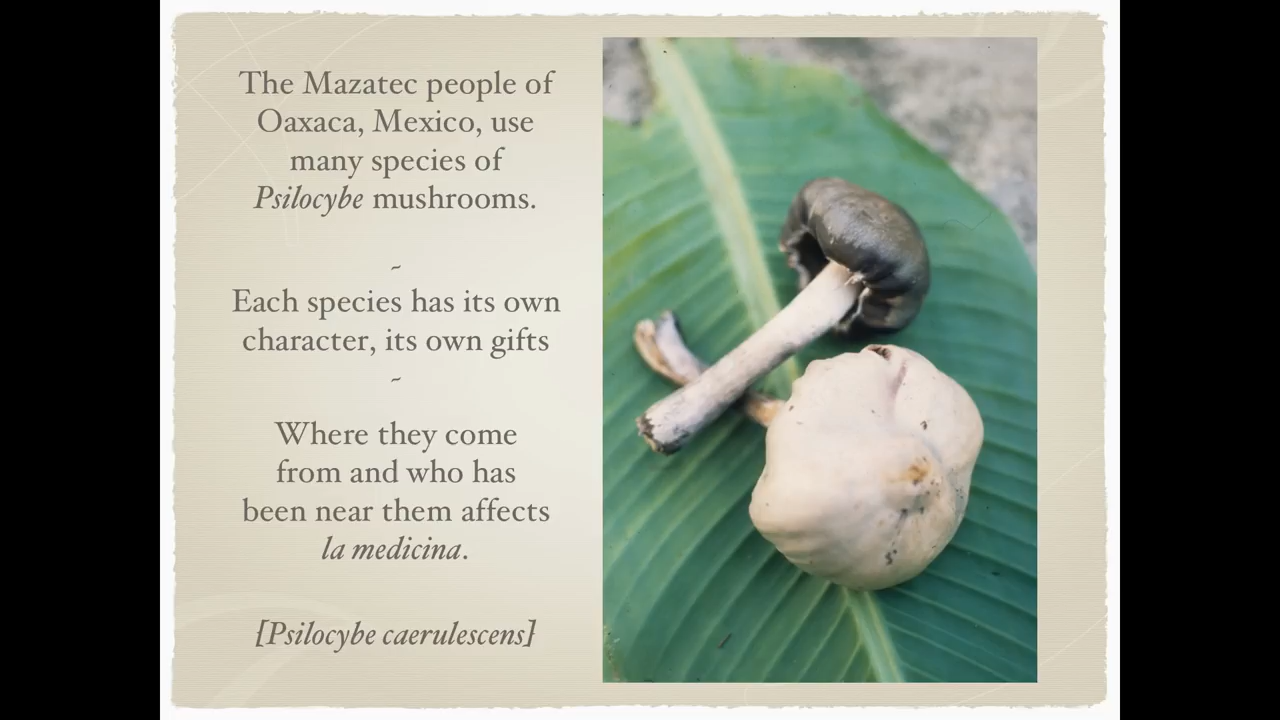 The Mazatec people of
Oaxaca, Mexico, use
many species of
Psilocybe mushrooms.
~
Each species has its own
character, its own gifts
~
Where they come
from and who has
been near them affects
la medicina.
[Psilocybe caerulescens]